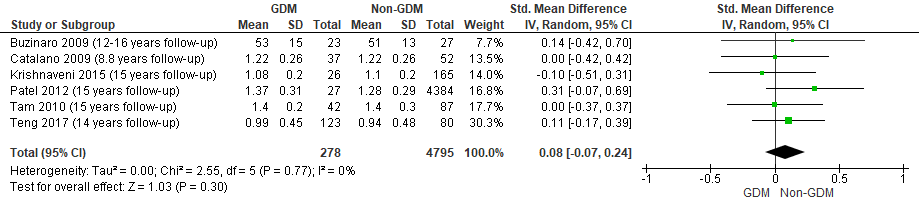 GDM Non-GDM Std. Mean Difference Std. Mean Difference
Study or Subgroup Mean SD Total Mean SD Total Weight IV, Random, 95% CI IV, Random, 95% CI
Buzinaro 2009 (12-16 years follow-up) 53 15 23 51 13 27 7.7% 0.14 [-0.42, 0.70]
Catalano 2009 (8.8 years follow-up) 1.22 0.26 37 1.22 0.26 52 13.5% 0.00 [-0.42, 0.42]
Krishnaveni 2015 (15 years follow-up) 1.08 0.2 26 1.1 0.2 165 14.0% -0.10 [-0.51, 0.31]
Patel 2012 (15 years follow-up) 1.37 0.31 27 1.28 0.29 4384 16.8% 0.31 [-0.07, 0.69]
Tam 2010 (15 years follow-up) 1.4 0.2 42 1.4 0.3 87 17.7% 0.00 [-0.37, 0.37]
Teng 2017 (14 years follow-up) 0.99 0.45 123 0.94 0.48 80 30.3% 0.11 [-0.17, 0.39]
Total (95% CI) 278 4795 100.0% 0.08 [-0.07, 0.24]
Heterogeneity: Tau² = 0.00; Chi² = 2.55, df = 5 (P = 0.77); I² = 0%
Test for overall effect: Z = 1.03 (P = 0.30)
-1 -0.5 0 0.5 1
GDM Non-GDM